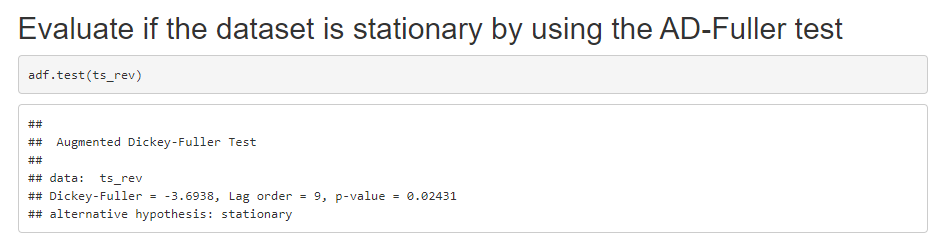 Evaluate if the dataset is stationary by using the AD-Fuller test
adf.test(ts_rev)
##
##  Augmented Dickey-Fuller Test
##
## data:  ts_rev
## Dickey-Fuller = -3.6938, Lag order = 9, p-value = 0.02431
## alternative hypothesis: stationary